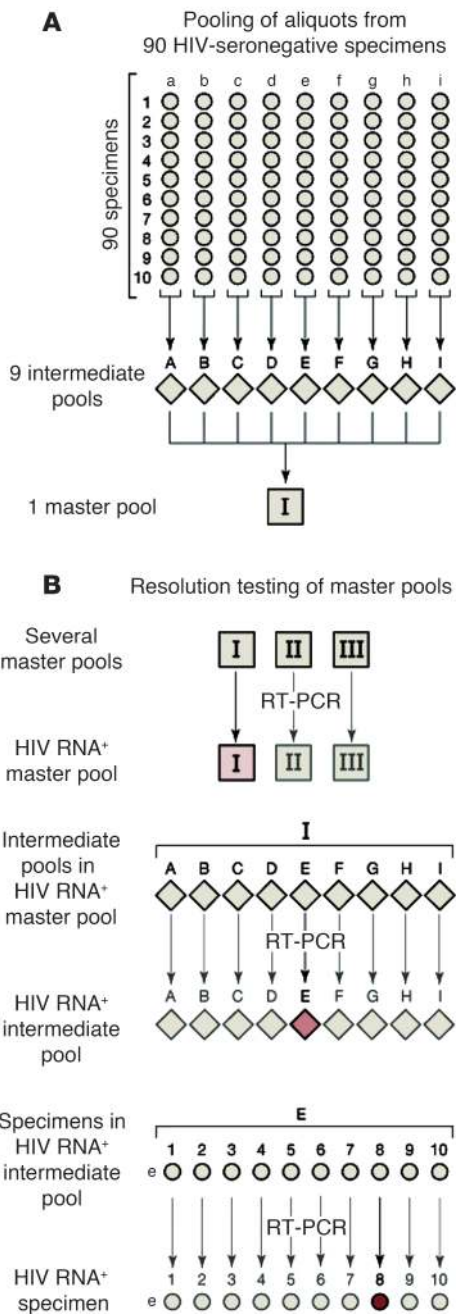 A
Pooling of aliquots from
90 HIV-seronegative specimens
a b c d e f g h i
90 specimens
1
2
3
4
5
6
7
8
9
10
A B C D E F G H I
9 intermediate
pools
1 master pool
I
B
Resolution testing of master pools
Several
master pools
I II III
RT-PCR
HIV RNA+
master pool
I II III
I
Intermediate
pools in
HIV RNA+
master pool
A B C D E F G H I
RT-PCR
HIV RNA+
intermediate
pool
A B C D E F G H I
E
Specimens in
HIV RNA+
intermediate
pool
1 2 3 4 5 6 7 8 9 10
e
RT-PCR
HIV RNA+
specimen
1 2 3 4 5 6 7 8 9 10
e